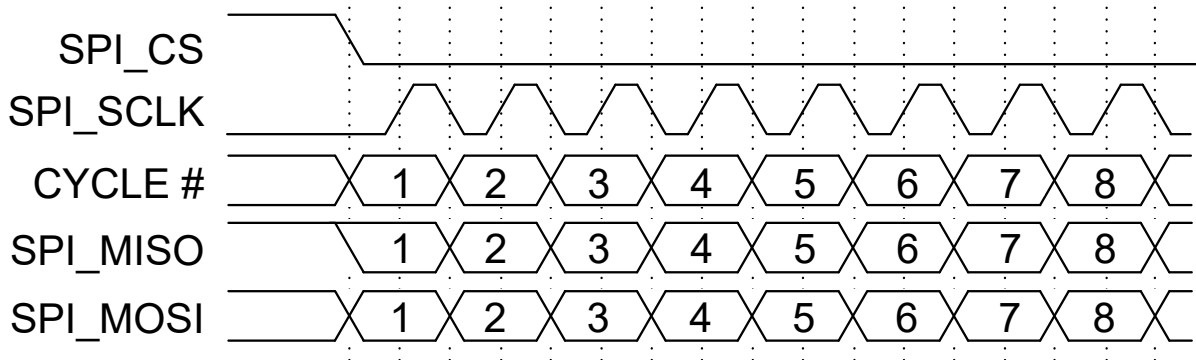 SPI_CS
SPI_SCLK
CYCLE # 1 2 3 4 5 6 7 8
SPI_MISO 1 2 3 4 5 6 7 8
SPI_MOSI 1 2 3 4 5 6 7 8